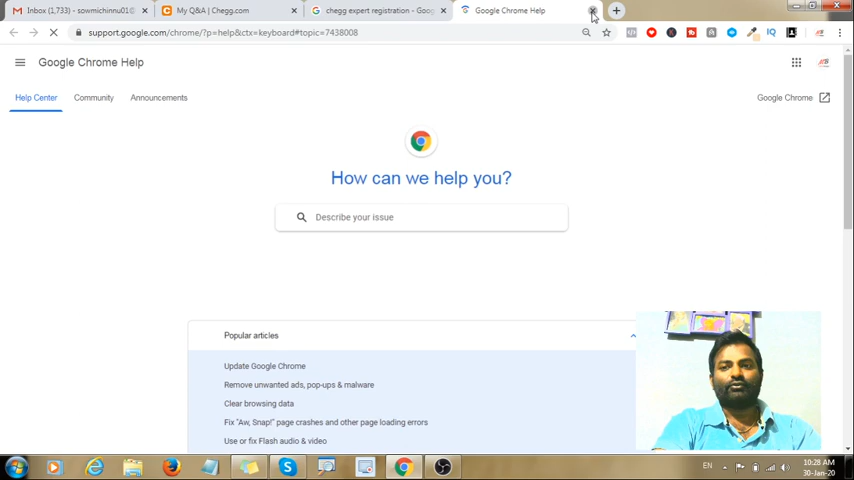 Inbox (1,733) - sowmichinnu01@
My Q&A | Chegg.com
chegg expert registration - Goog
Google Chrome Help
support.google.com/chrome/?p=help&ctx=keyboard#topic=7438008
IQ
Google Chrome Help
Help Center
Community
Announcements
Google Chrome
How can we help you?
Describe your issue
Popular articles
Update Google Chrome
Remove unwanted ads, pop-ups & malware
Clear browsing data
Fix "Aw, Snap!" page crashes and other page loading errors
Use or fix Flash audio & video
EN
10:28 AM
30-Jan-20